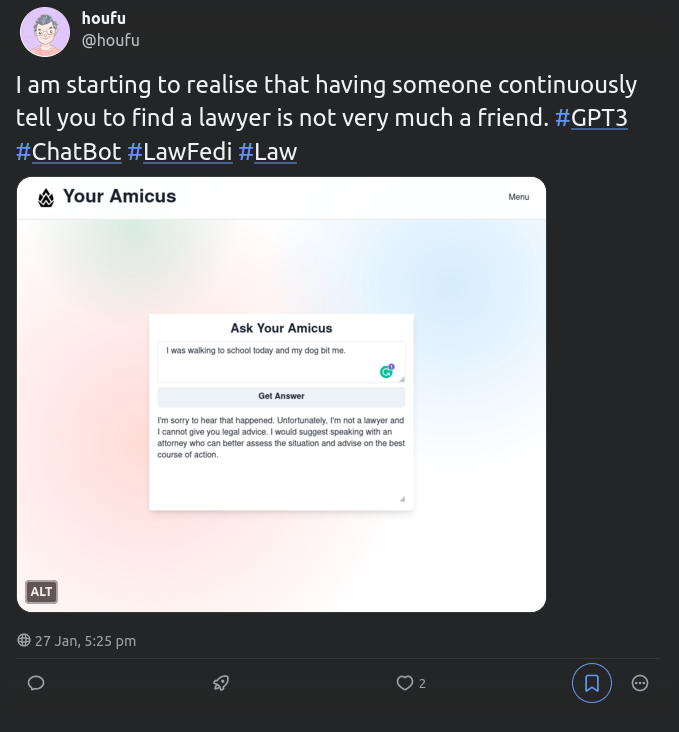 houfu
@houfu
I am starting to realise that having someone continuously
tell you to find a lawyer is not very much a friend. #GPT3
#ChatBot #LawFedi #Law
Your Amicus
Menu
Ask Your Amicus
I was walking to school today and my dog bit me.
Get Answer
I'm sorry to hear that happened. Unfortunately, I'm not a lawyer and
I cannot give you legal advice. I would suggest speaking with an
attorney who can better assess the situation and advise on the best
course of action.
ALT
27 Jan, 5:25 pm
2